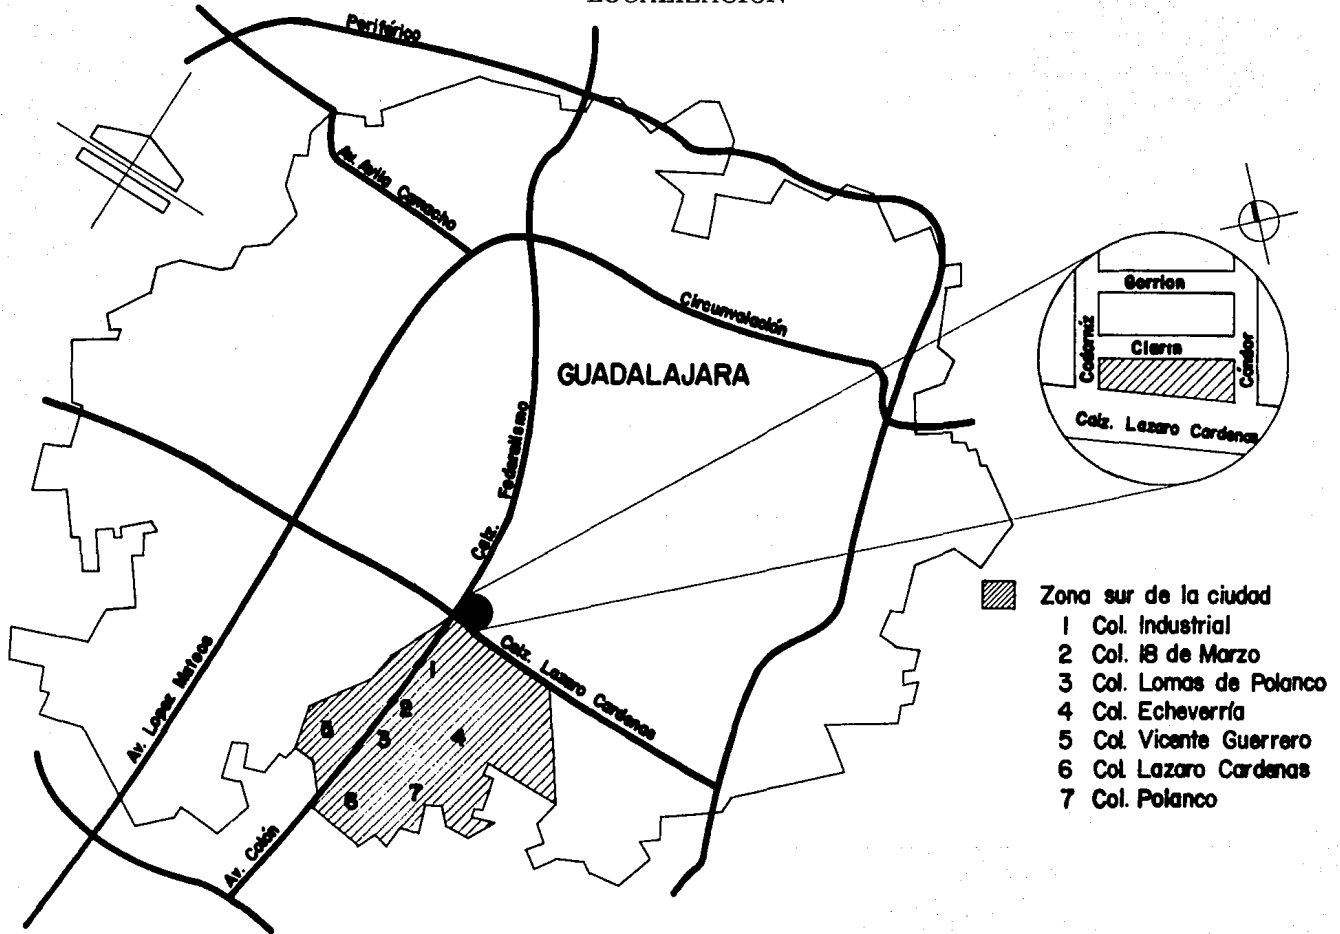 LOCALIZACION
Periférico
Av. Avila Camacho
Circunvalación
GUADALAJARA
Calz. Federalismo
Calz. Lazaro Cardenas
Av. Lopez Mateos
Av. Colón
1
2
3
4
5
6
7
Gorrion
Clarin
Codorníz
Cóndor
Calz. Lazaro Cardenas
Zona sur de la ciudad
1 Col. Industrial
2 Col. 18 de Marzo
3 Col. Lomas de Polanco
4 Col. Echeverría
5 Col. Vicente Guerrero
6 Col. Lazaro Cardenas
7 Col. Polanco